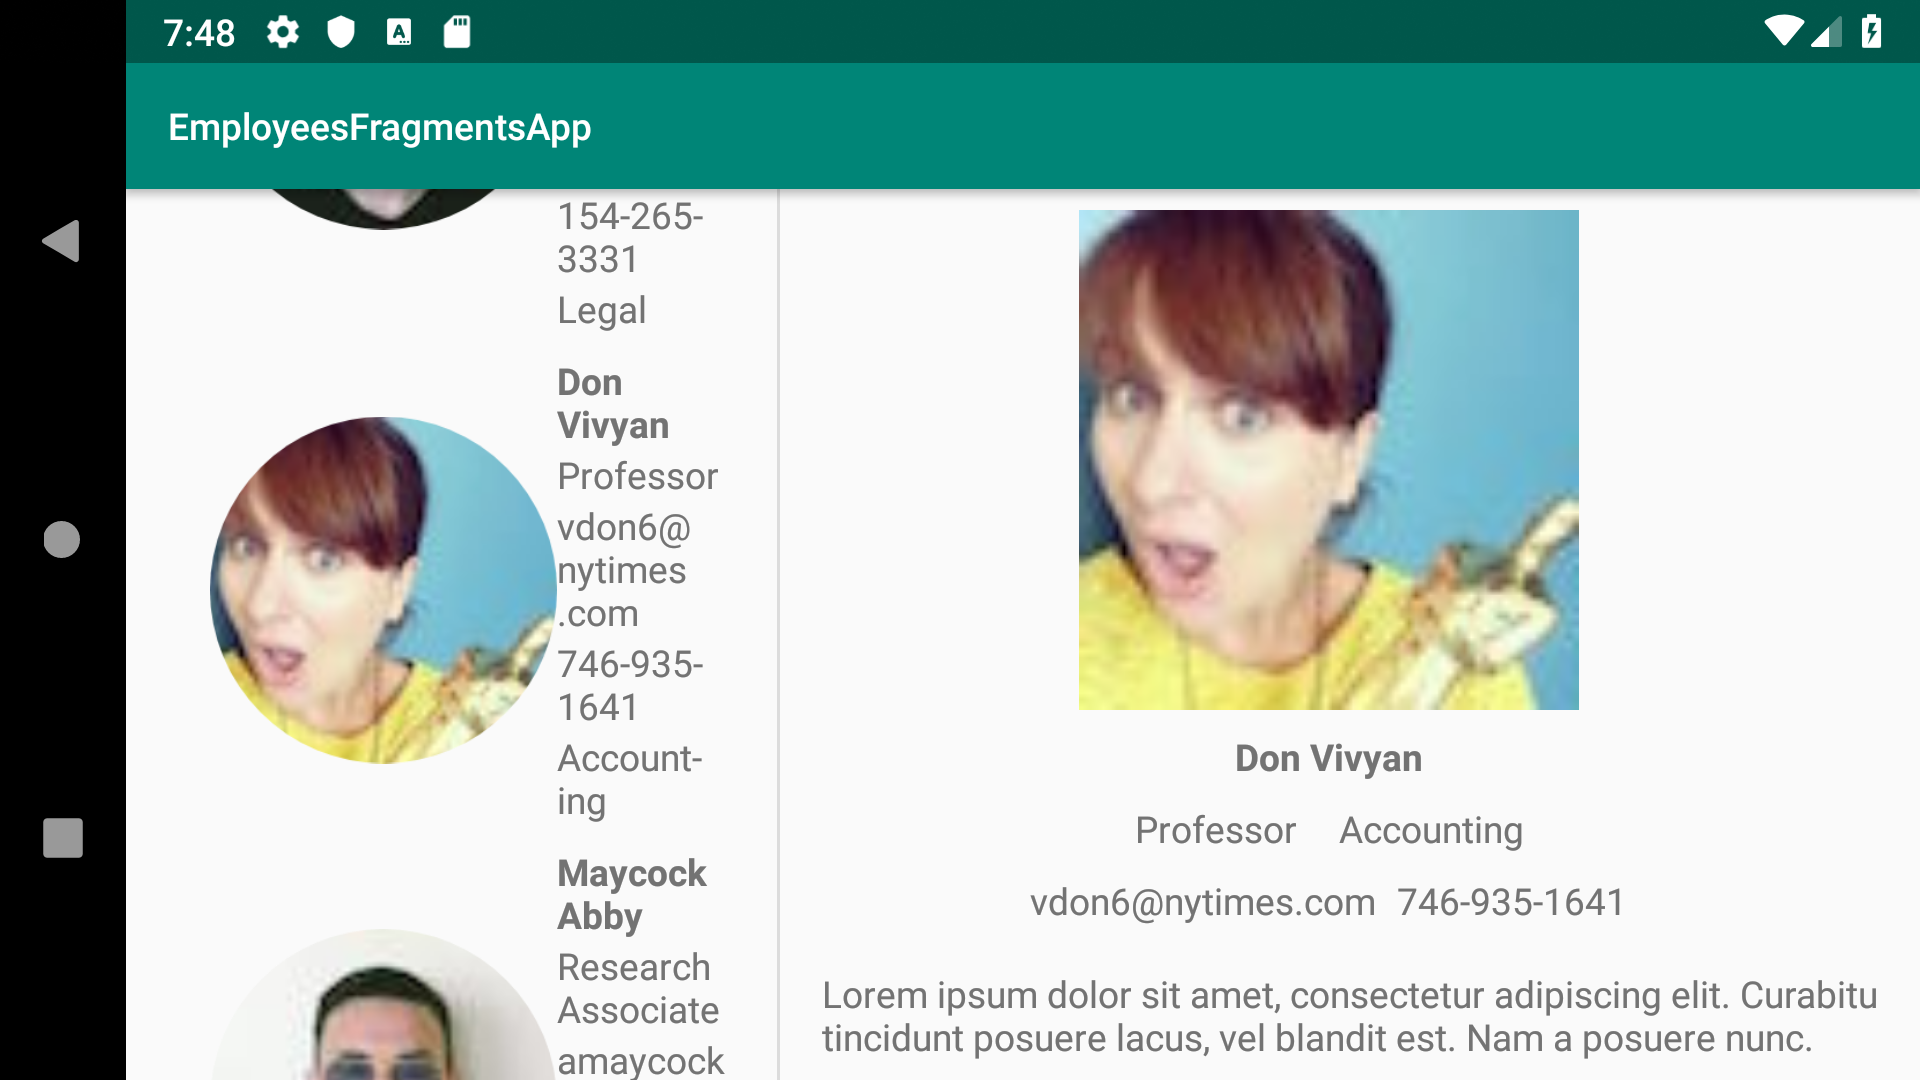 7:48
EmployeesFragmentsApp
154-265-
3331
Legal
Don
Vivyan
Professor
vdon6@
nytimes
.com
746-935-
1641
Account-
ing
Maycock
Abby
Research
Associate
amaycock
Don Vivyan
Professor Accounting
vdon6@nytimes.com 746-935-1641
Lorem ipsum dolor sit amet, consectetur adipiscing elit. Curabitu
tincidunt posuere lacus, vel blandit est. Nam a posuere nunc.